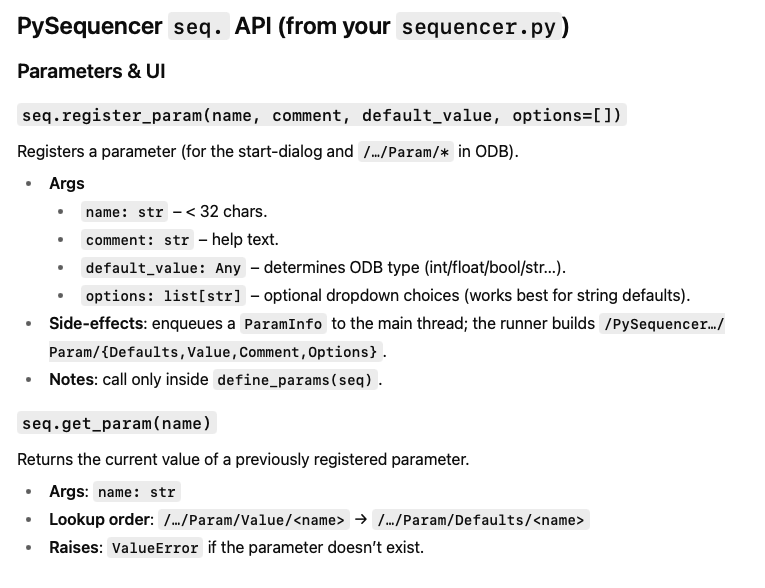 PySequencer seq. API (from your sequencer.py)
Parameters & UI
seq.register_param(name, comment, default_value, options=[])
Registers a parameter (for the start-dialog and /…/Param/* in ODB).
• Args
• name: str – < 32 chars.
• comment: str – help text.
• default_value: Any – determines ODB type (int/float/bool/str…).
• options: list[str] – optional dropdown choices (works best for string defaults).
• Side-effects: enqueues a ParamInfo to the main thread; the runner builds /PySequencer…/
Param/{Defaults,Value,Comment,Options}.
• Notes: call only inside define_params(seq).
seq.get_param(name)
Returns the current value of a previously registered parameter.
• Args: name: str
• Lookup order: /…/Param/Value/<name> → /…/Param/Defaults/<name>
• Raises: ValueError if the parameter doesn’t exist.